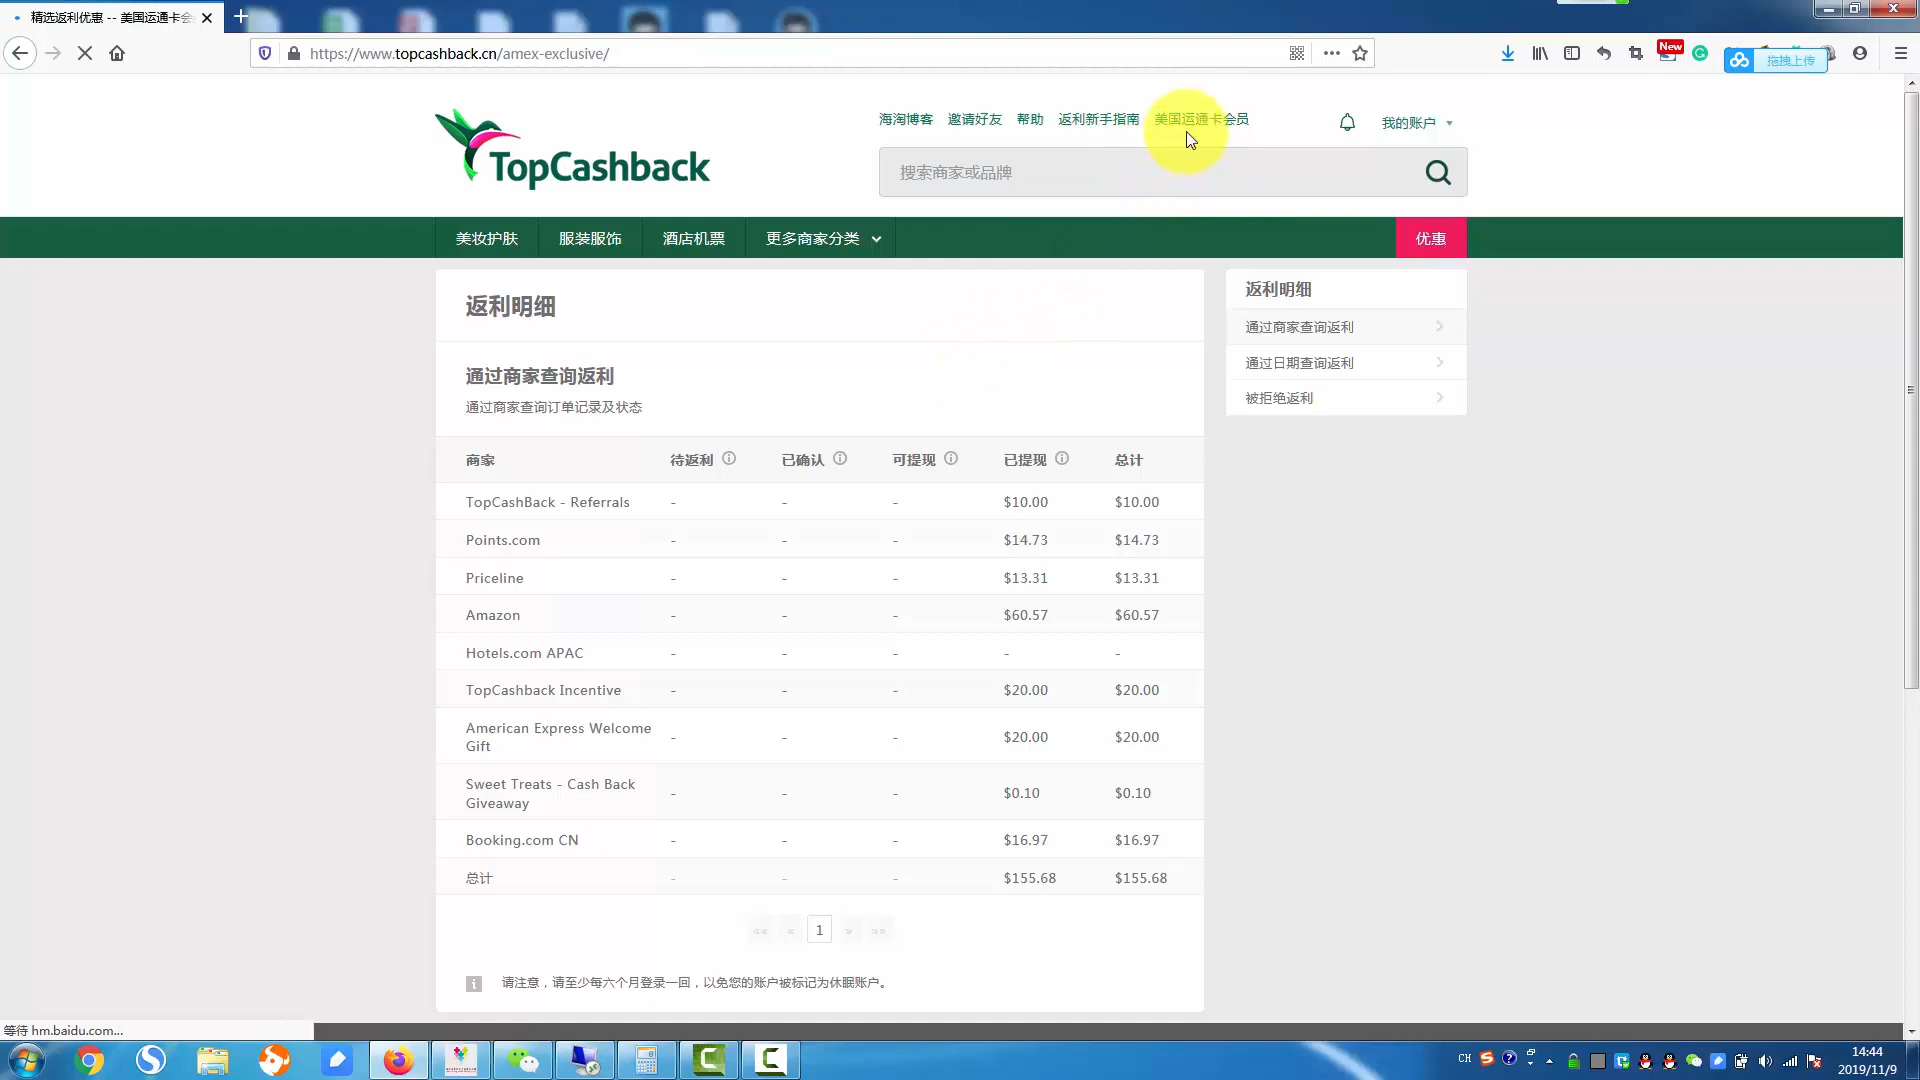 精选返利优惠 -- 美国运通卡会
https://www.topcashback.cn/amex-exclusive/
New
拖拽上传
TopCashback
海淘博客 邀请好友 帮助 返利新手指南 美国运通卡会员
我的账户
搜索商家或品牌
美妆护肤 服装服饰 酒店机票 更多商家分类 优惠
返利明细
通过商家查询返利
通过商家查询订单记录及状态
商家 待返利 已确认 可提现 已提现 总计
TopCashBack - Referrals - - - $10.00 $10.00
Points.com - - - $14.73 $14.73
Priceline - - - $13.31 $13.31
Amazon - - - $60.57 $60.57
Hotels.com APAC - - - - -
TopCashback Incentive - - - $20.00 $20.00
American Express Welcome
Gift - - - $20.00 $20.00
Sweet Treats - Cash Back
Giveaway - - - $0.10 $0.10
Booking.com CN - - - $16.97 $16.97
总计 - - - $155.68 $155.68
«« « 1 » »»
请注意，请至少每六个月登录一回，以免您的账户被标记为休眠账户。
返利明细
通过商家查询返利
通过日期查询返利
被拒绝返利
等待 hm.baidu.com...
CH
14:44
2019/11/9